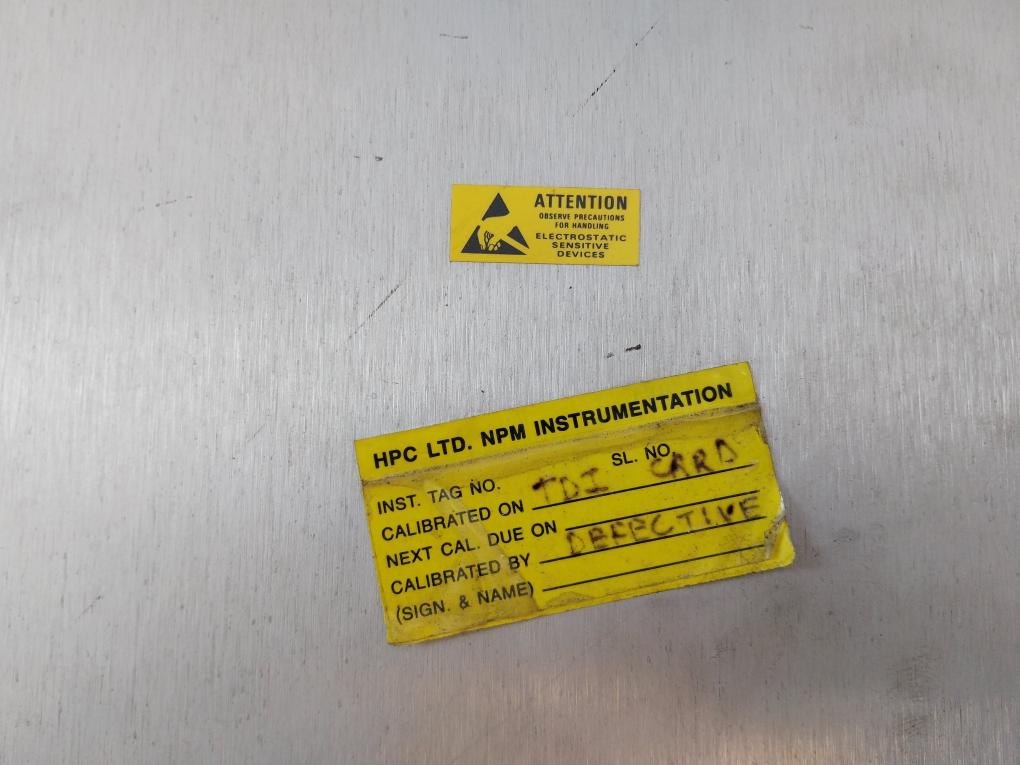 ATTENTION
OBSERVE PRECAUTIONS
FOR HANDLING
ELECTROSTATIC
SENSITIVE
DEVICES
HPC LTD. NPM INSTRUMENTATION
INST. TAG NO. SL. NO.
CALIBRATED ON TDI CARD
NEXT CAL. DUE ON
CALIBRATED BY DEFECTIVE
(SIGN. & NAME)